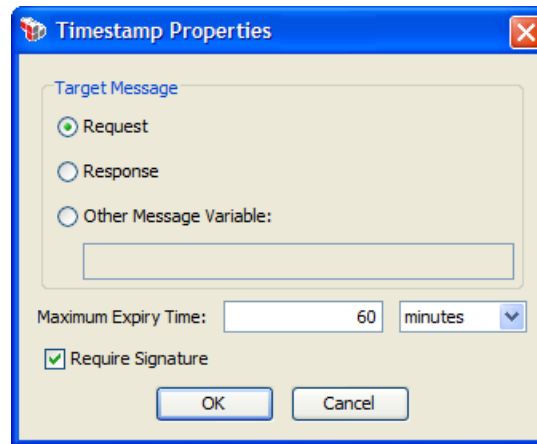 Timestamp Properties
Target Message
Request
Response
Other Message Variable:
Maximum Expiry Time: 60 minutes
Require Signature
OK Cancel